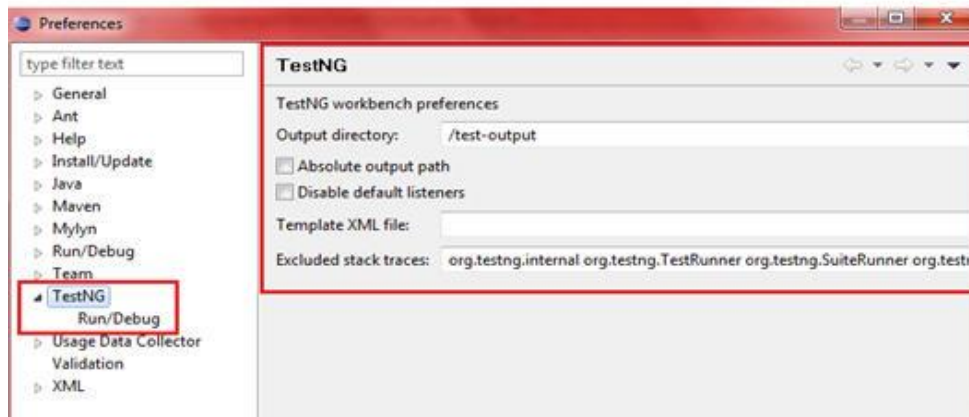 Preferences
type filter text
General
Ant
Help
Install/Update
Java
Maven
Mylyn
Run/Debug
Team
TestNG
Run/Debug
Usage Data Collector
Validation
XML
TestNG
TestNG workbench preferences
Output directory: /test-output
Absolute output path
Disable default listeners
Template XML file:
Excluded stack traces: org.testng.internal org.testng.TestRunner org.testng.SuiteRunner